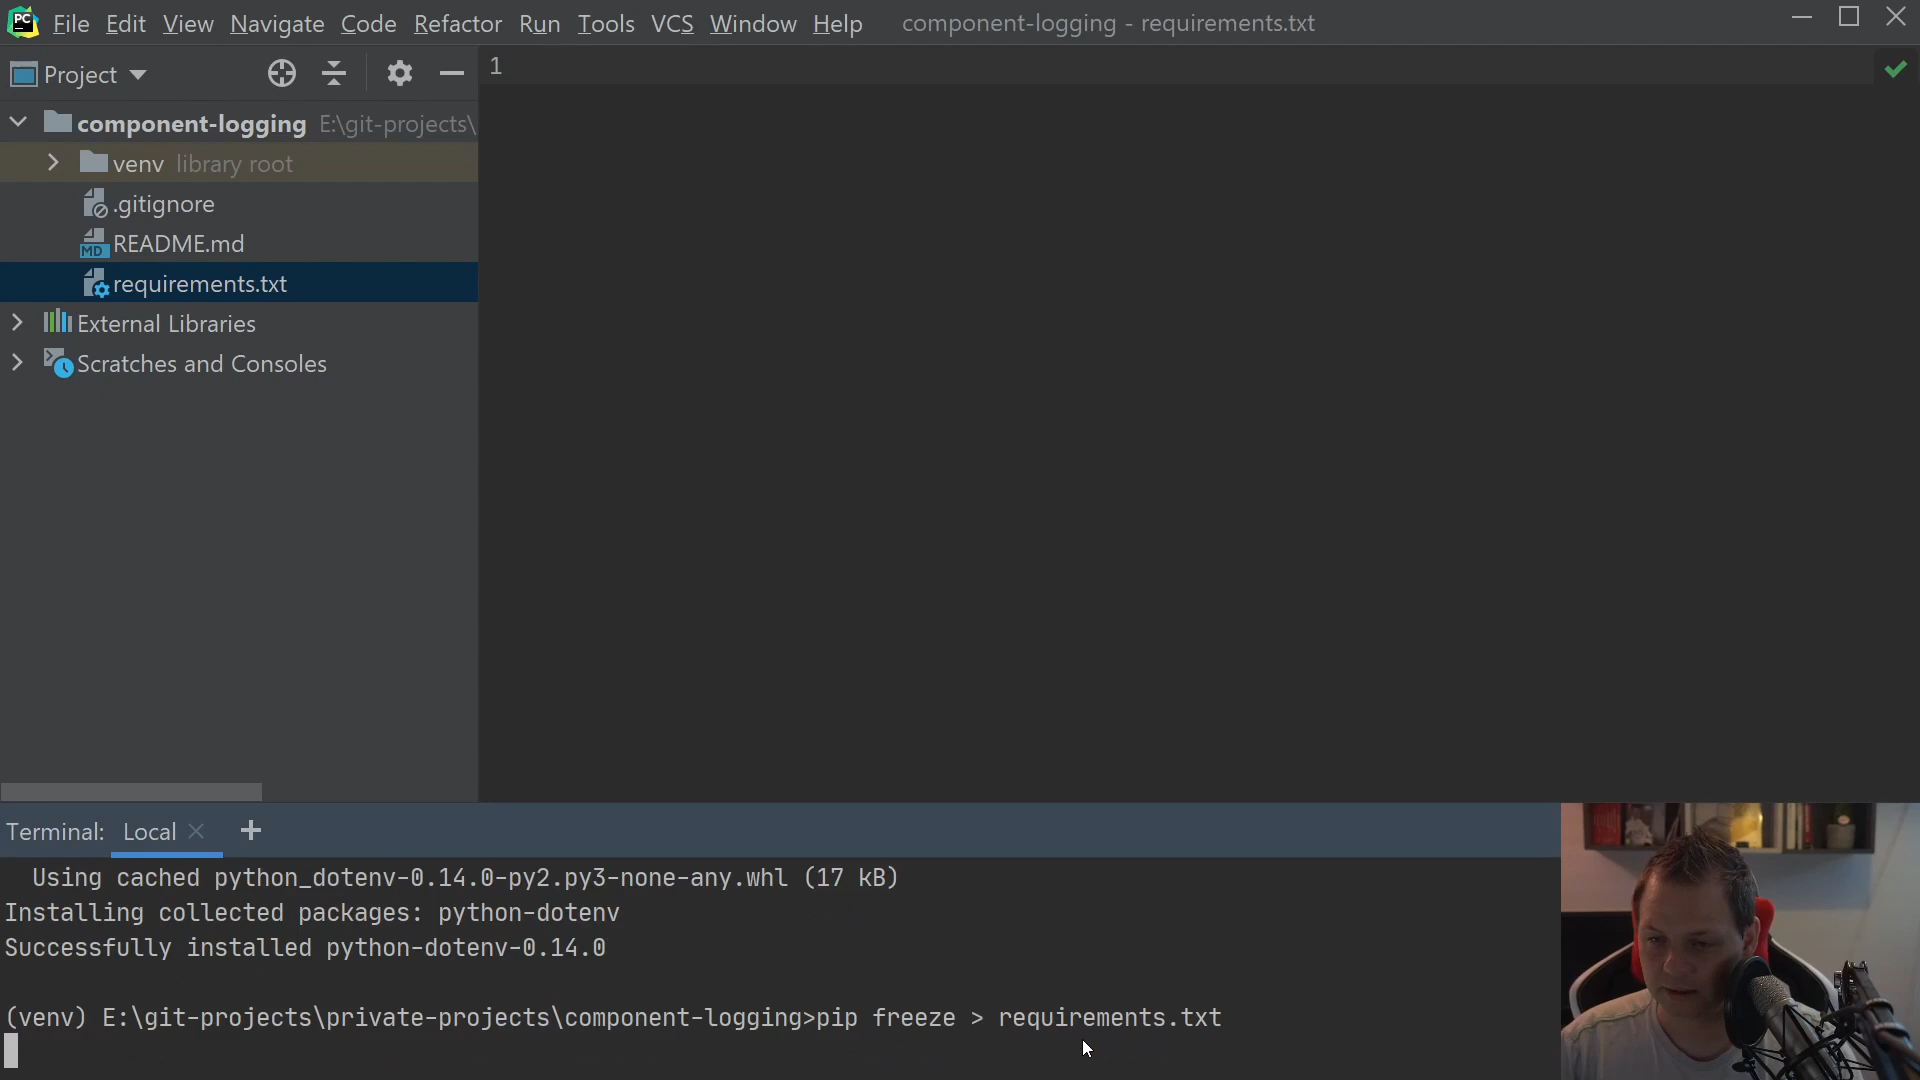 PC File Edit View Navigate Code Refactor Run Tools VCS Window Help component-logging - requirements.txt
Project
1
component-logging E:\git-projects\
venv library root
.gitignore
MD README.md
requirements.txt
External Libraries
Scratches and Consoles
Terminal: Local
Using cached python_dotenv-0.14.0-py2.py3-none-any.whl (17 kB)
Installing collected packages: python-dotenv
Successfully installed python-dotenv-0.14.0
(venv) E:\git-projects\private-projects\component-logging>pip freeze > requirements.txt